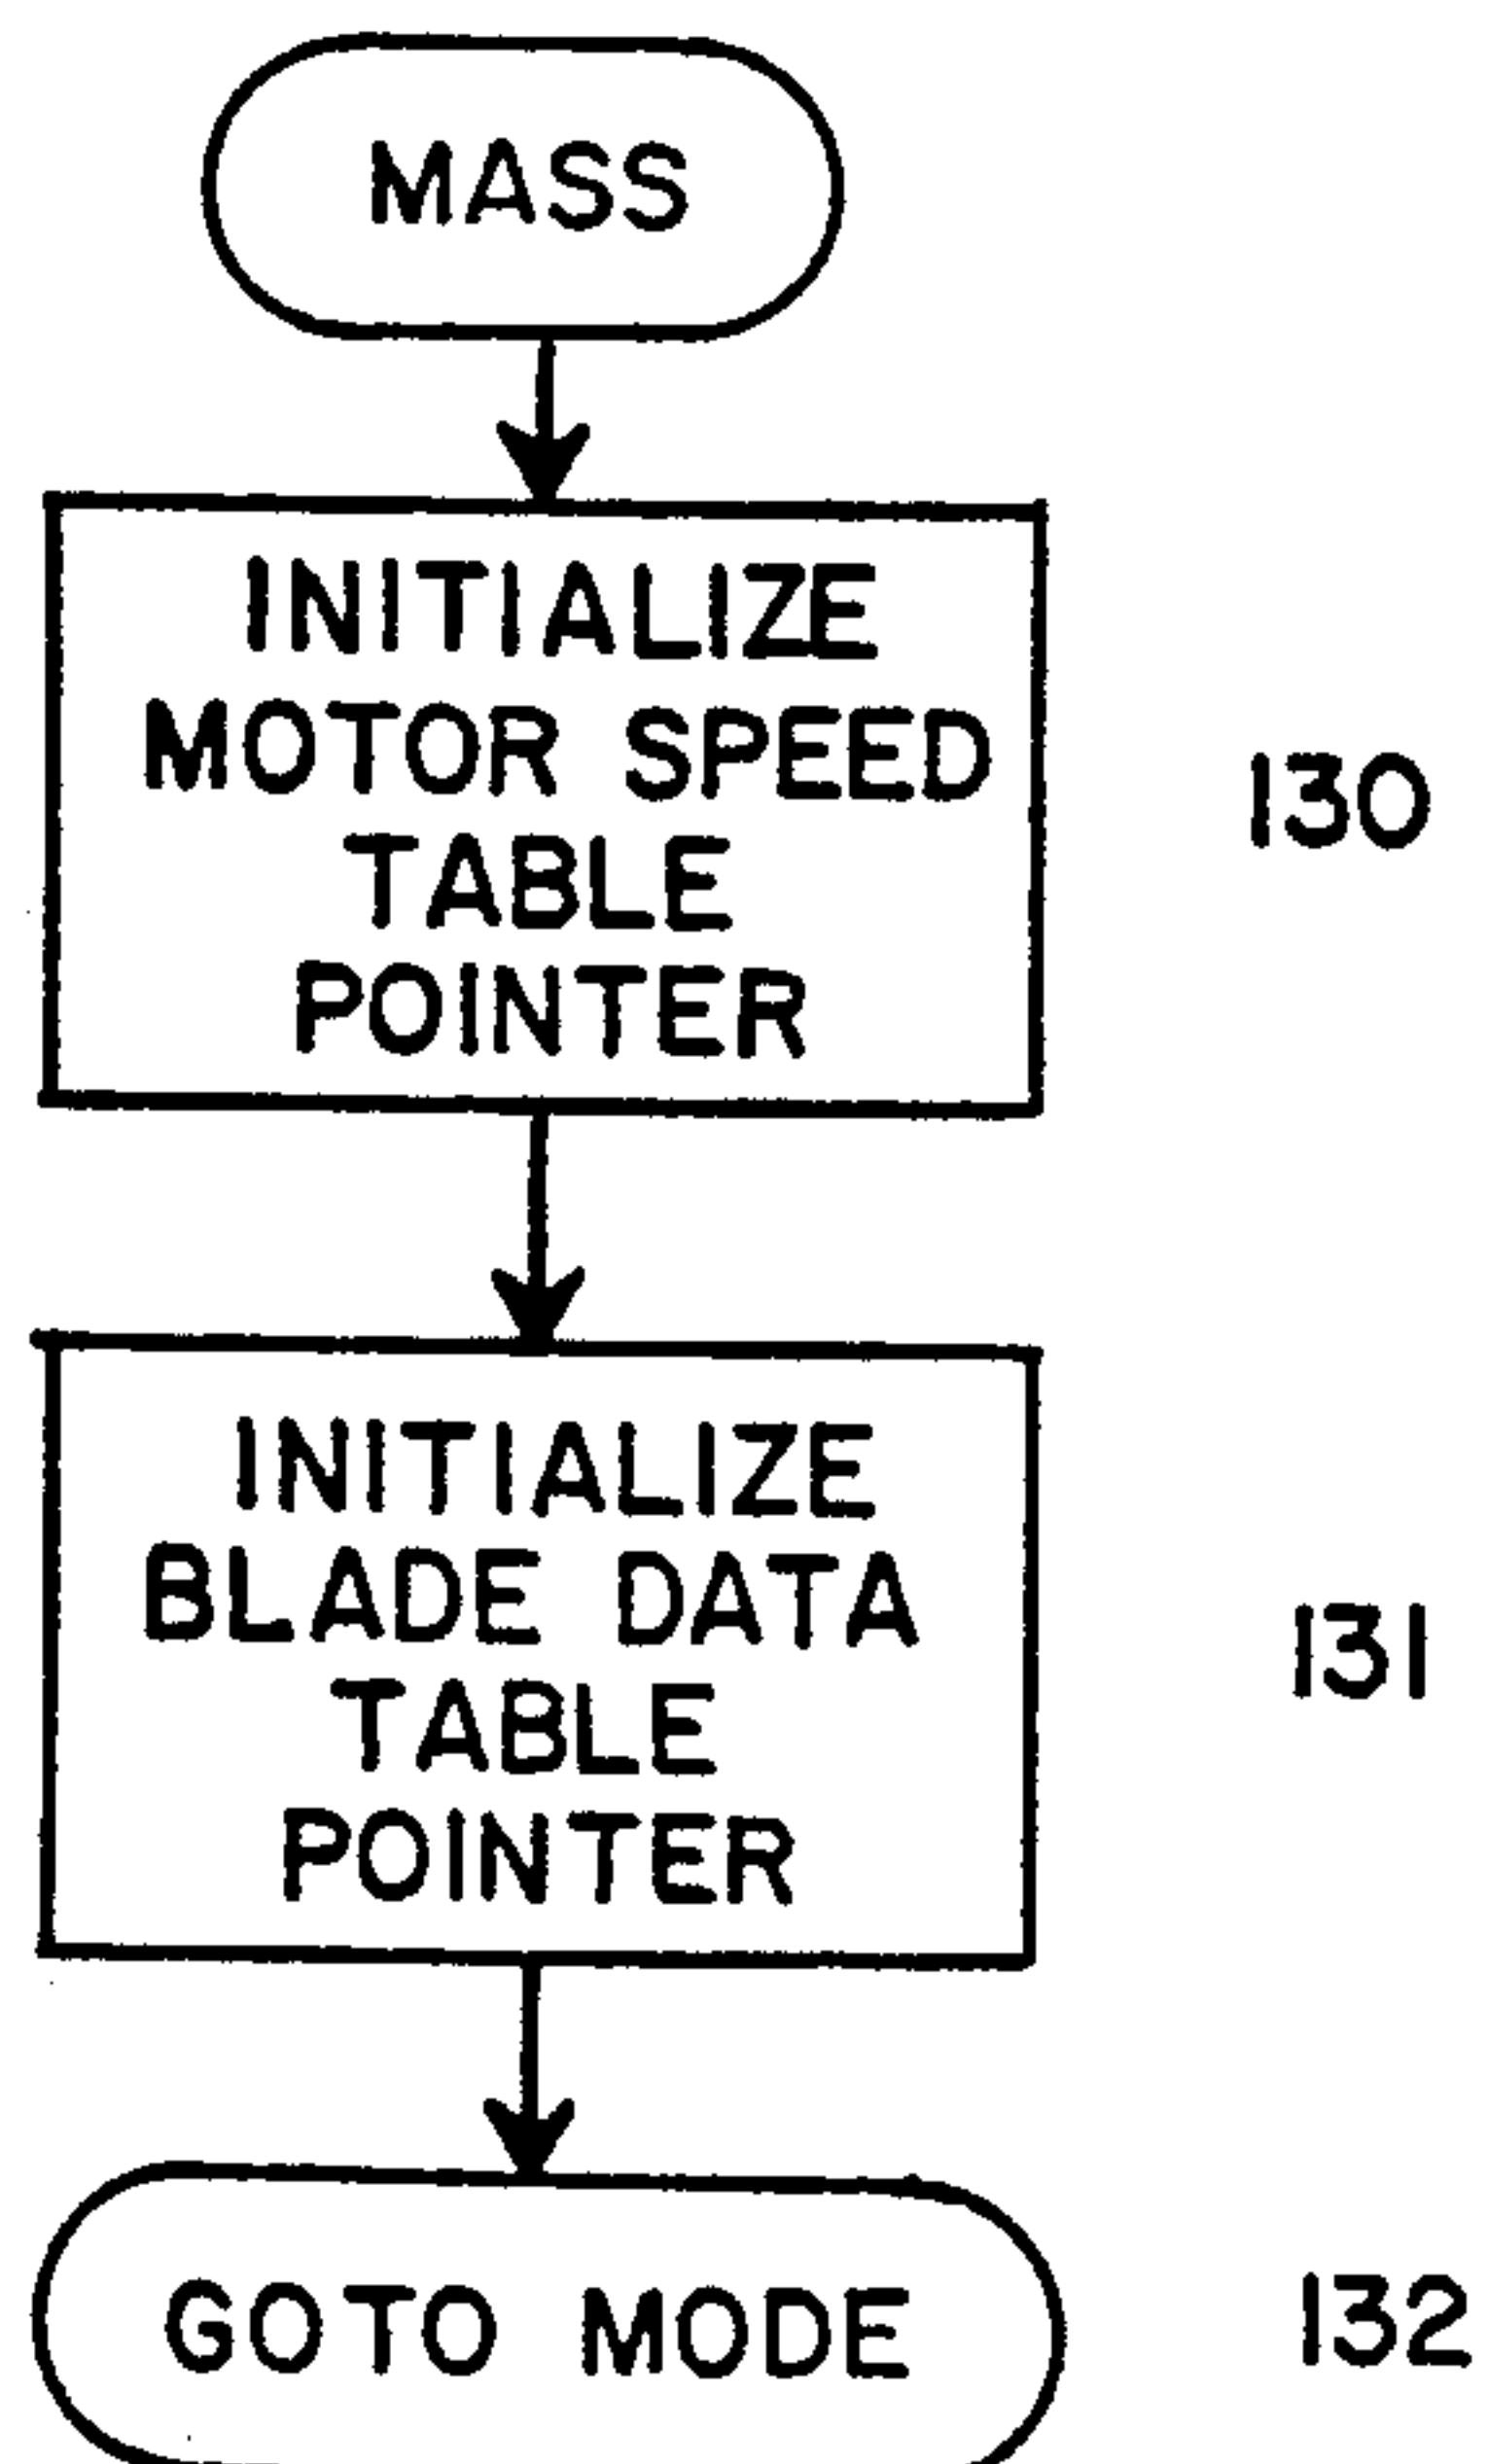 MASS
INITIALIZE
MOTOR SPEED
TABLE
POINTER
130
INITIALIZE
BLADE DATA
TABLE
POINTER
131
GOTO MODE
132